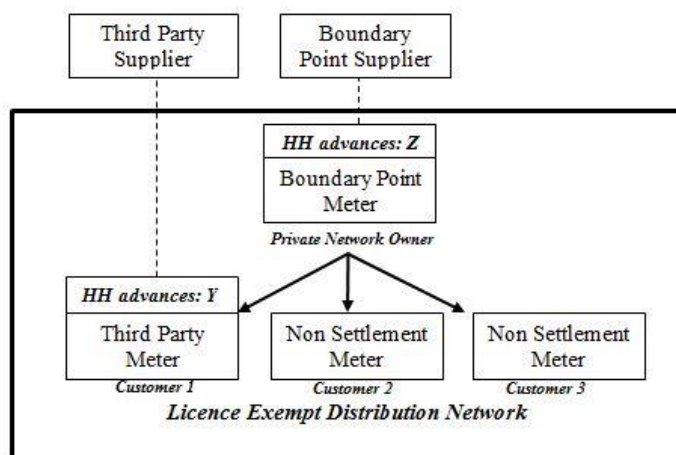 Third Party
Supplier
Boundary
Point Supplier
HH advances: Z
Boundary Point
Meter
Private Network Owner
HH advances: Y
Third Party
Meter
Customer 1
Non Settlement
Meter
Customer 2
Non Settlement
Meter
Customer 3
Licence Exempt Distribution Network